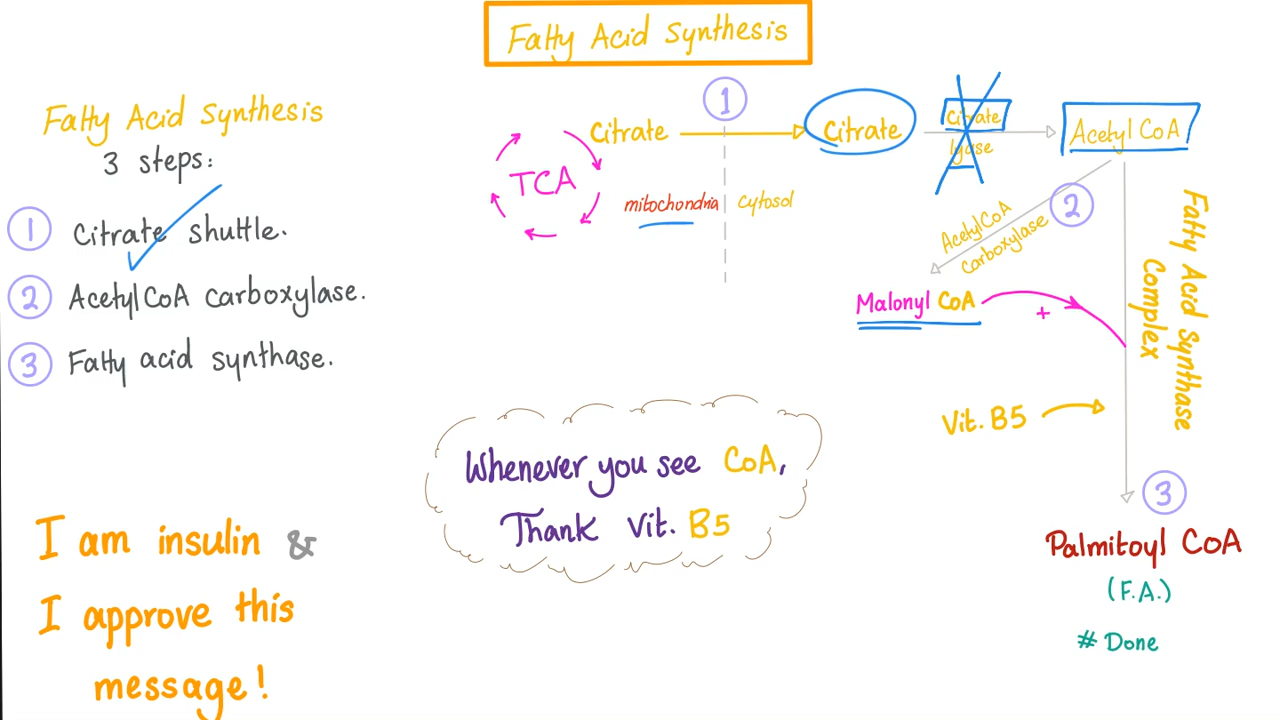 Fatty Acid Synthesis
Fatty Acid Synthesis
3 steps:
1 Citrate shuttle.
2 AcetylCoA carboxylase.
3 Fatty acid synthase.
I am insulin &
I approve this
message!
1
TCA
Citrate
Citrate
Citrate
lyase
Acetyl CoA
mitochondria
Cytosol
2
AcetylCoA
carboxylase
Malonyl CoA
+
Fatty Acid Synthase
Complex
Vit. B5
3
Palmitoyl CoA
(F.A.)
# Done
Whenever you see CoA,
Thank Vit. B5